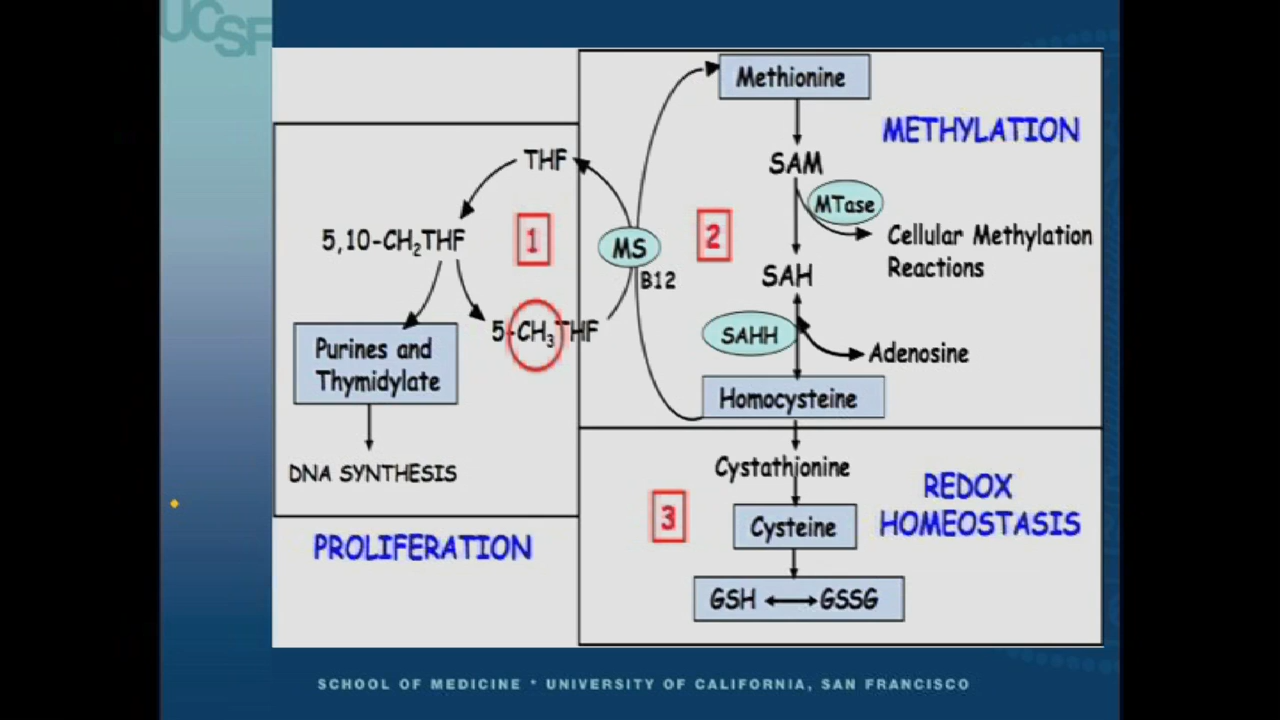 UCSF
Methionine
METHYLATION
THF
SAM
MTase
5,10-CH₂THF
1
MS
B12
2
Cellular Methylation
Reactions
SAH
5-CH₃THF
SAHH
Adenosine
Purines and
Thymidylate
Homocysteine
DNA SYNTHESIS
Cystathionine
REDOX
HOMEOSTASIS
3
Cysteine
PROLIFERATION
GSH
GSSG
SCHOOL OF MEDICINE * UNIVERSITY OF CALIFORNIA, SAN FRANCISCO